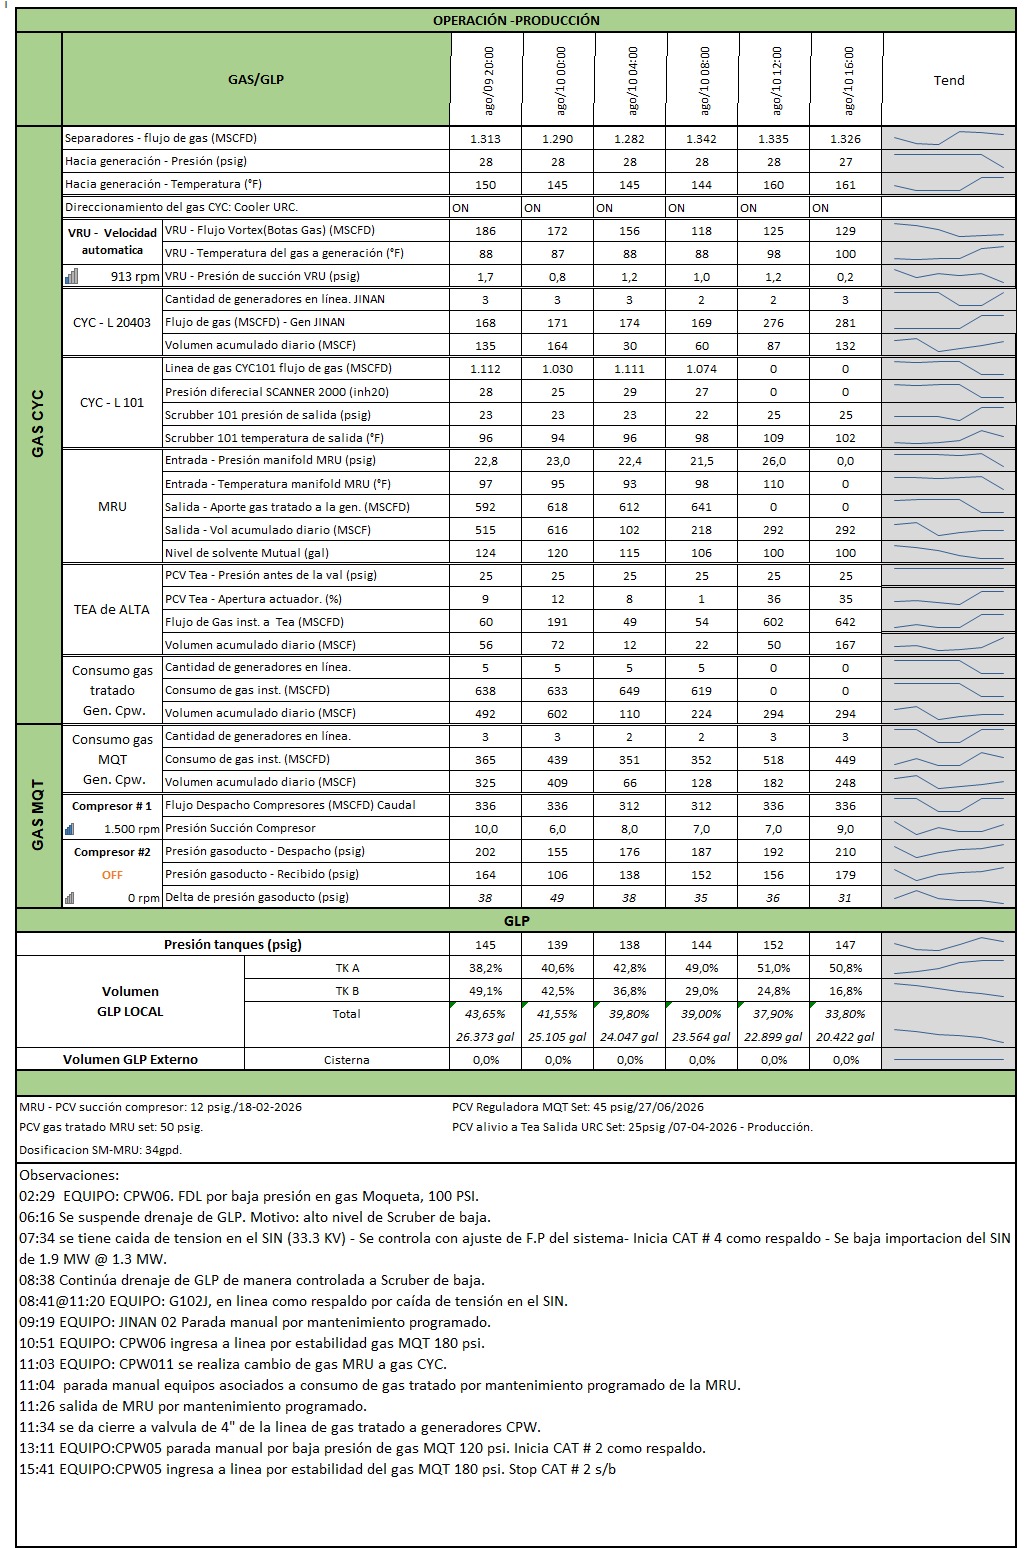 OPERACIÓN -PRODUCCIÓN
GAS/GLP ago/09 20:00 ago/10 00:00 ago/10 04:00 ago/10 08:00 ago/10 12:00 ago/10 16:00 Tend
GAS CYC
Separadores - flujo de gas (MSCFD) 1.313 1.290 1.282 1.342 1.335 1.326
Hacia generación - Presión (psig) 28 28 28 28 28 27
Hacia generación - Temperatura (°F) 150 145 145 144 160 161
Direccionamiento del gas CYC: Cooler URC. ON ON ON ON ON ON
VRU - Velocidad automatica
VRU - Flujo Vortex(Botas Gas) (MSCFD) 186 172 156 118 125 129
VRU - Temperatura del gas a generación (°F) 88 87 88 88 98 100
913 rpm VRU - Presión de succión VRU (psig) 1,7 0,8 1,2 1,0 1,2 0,2
CYC - L 20403
Cantidad de generadores en línea. JINAN 3 3 3 2 2 3
Flujo de gas (MSCFD) - Gen JINAN 168 171 174 169 276 281
Volumen acumulado diario (MSCF) 135 164 30 60 87 132
CYC - L 101
Linea de gas CYC101 flujo de gas (MSCFD) 1.112 1.030 1.111 1.074 0 0
Presión diferecial SCANNER 2000 (inh20) 28 25 29 27 0 0
Scrubber 101 presión de salida (psig) 23 23 23 22 25 25
Scrubber 101 temperatura de salida (°F) 96 94 96 98 109 102
MRU
Entrada - Presión manifold MRU (psig) 22,8 23,0 22,4 21,5 26,0 0,0
Entrada - Temperatura manifold MRU (°F) 97 95 93 98 110 0
Salida - Aporte gas tratado a la gen. (MSCFD) 592 618 612 641 0 0
Salida - Vol acumulado diario (MSCF) 515 616 102 218 292 292
Nivel de solvente Mutual (gal) 124 120 115 106 100 100
TEA de ALTA
PCV Tea - Presión antes de la val (psig) 25 25 25 25 25 25
PCV Tea - Apertura actuador. (%) 9 12 8 1 36 35
Flujo de Gas inst. a Tea (MSCFD) 60 191 49 54 602 642
Volumen acumulado diario (MSCF) 56 72 12 22 50 167
Consumo gas tratado Gen. Cpw.
Cantidad de generadores en línea. 5 5 5 5 0 0
Consumo de gas inst. (MSCFD) 638 633 649 619 0 0
Volumen acumulado diario (MSCF) 492 602 110 224 294 294
GAS MQT
Consumo gas MQT Gen. Cpw.
Cantidad de generadores en línea. 3 3 2 2 3 3
Consumo de gas inst. (MSCFD) 365 439 351 352 518 449
Volumen acumulado diario (MSCF) 325 409 66 128 182 248
Compresor # 1 Flujo Despacho Compresores (MSCFD) Caudal 336 336 312 312 336 336
1.500 rpm Presión Succión Compresor 10,0 6,0 8,0 7,0 7,0 9,0
Compresor #2 Presión gasoducto - Despacho (psig) 202 155 176 187 192 210
OFF Presión gasoducto - Recibido (psig) 164 106 138 152 156 179
0 rpm Delta de presión gasoducto (psig) 38 49 38 35 36 31
GLP
Presión tanques (psig) 145 139 138 144 152 147
Volumen GLP LOCAL
TK A 38,2% 40,6% 42,8% 49,0% 51,0% 50,8%
TK B 49,1% 42,5% 36,8% 29,0% 24,8% 16,8%
Total 43,65% 41,55% 39,80% 39,00% 37,90% 33,80%
26.373 gal 25.105 gal 24.047 gal 23.564 gal 22.899 gal 20.422 gal
Volumen GLP Externo Cisterna 0,0% 0,0% 0,0% 0,0% 0,0% 0,0%
MRU - PCV succión compresor: 12 psig./18-02-2026 PCV Reguladora MQT Set: 45 psig/27/06/2026
PCV gas tratado MRU set: 50 psig. PCV alivio a Tea Salida URC Set: 25psig /07-04-2026 - Producción.
Dosificacion SM-MRU: 34gpd.
Observaciones:
02:29 EQUIPO: CPW06. FDL por baja presión en gas Moqueta, 100 PSI.
06:16 Se suspende drenaje de GLP. Motivo: alto nivel de Scruber de baja.
07:34 se tiene caida de tension en el SIN (33.3 KV) - Se controla con ajuste de F.P del sistema- Inicia CAT # 4 como respaldo - Se baja importacion del SIN
de 1.9 MW @ 1.3 MW.
08:38 Continúa drenaje de GLP de manera controlada a Scruber de baja.
08:41@11:20 EQUIPO: G102J, en linea como respaldo por caída de tensión en el SIN.
09:19 EQUIPO: JINAN 02 Parada manual por mantenimiento programado.
10:51 EQUIPO: CPW06 ingresa a linea por estabilidad gas MQT 180 psi.
11:03 EQUIPO: CPW011 se realiza cambio de gas MRU a gas CYC.
11:04 parada manual equipos asociados a consumo de gas tratado por mantenimiento programado de la MRU.
11:26 salida de MRU por mantenimiento programado.
11:34 se da cierre a valvula de 4" de la linea de gas tratado a generadores CPW.
13:11 EQUIPO:CPW05 parada manual por baja presión de gas MQT 120 psi. Inicia CAT # 2 como respaldo.
15:41 EQUIPO:CPW05 ingresa a linea por estabilidad del gas MQT 180 psi. Stop CAT # 2 s/b